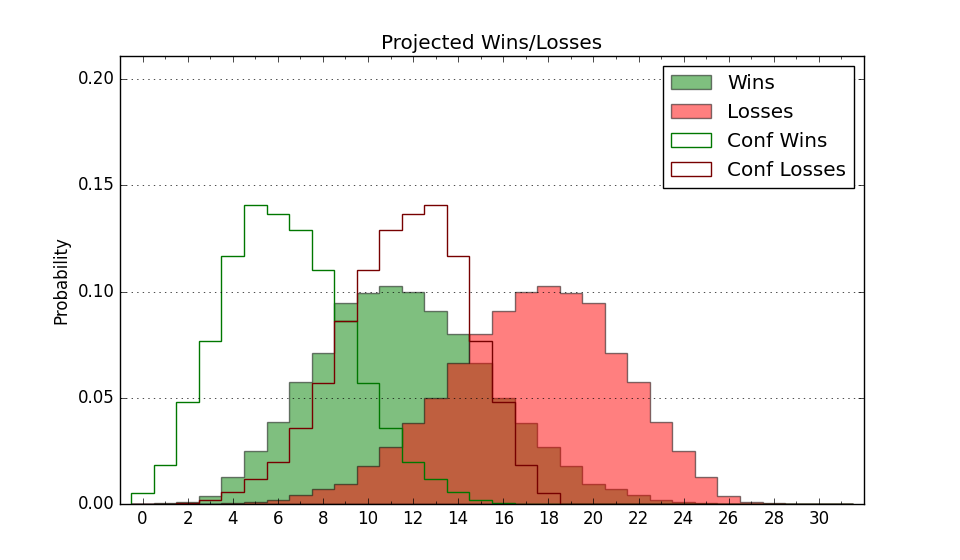 Projected Wins/Losses
Wins
Losses
Conf Wins
Conf Losses
Probability
0.20
0.15
0.10
0.05
0.00
0 2 4 6 8 10 12 14 16 18 20 22 24 26 28 30